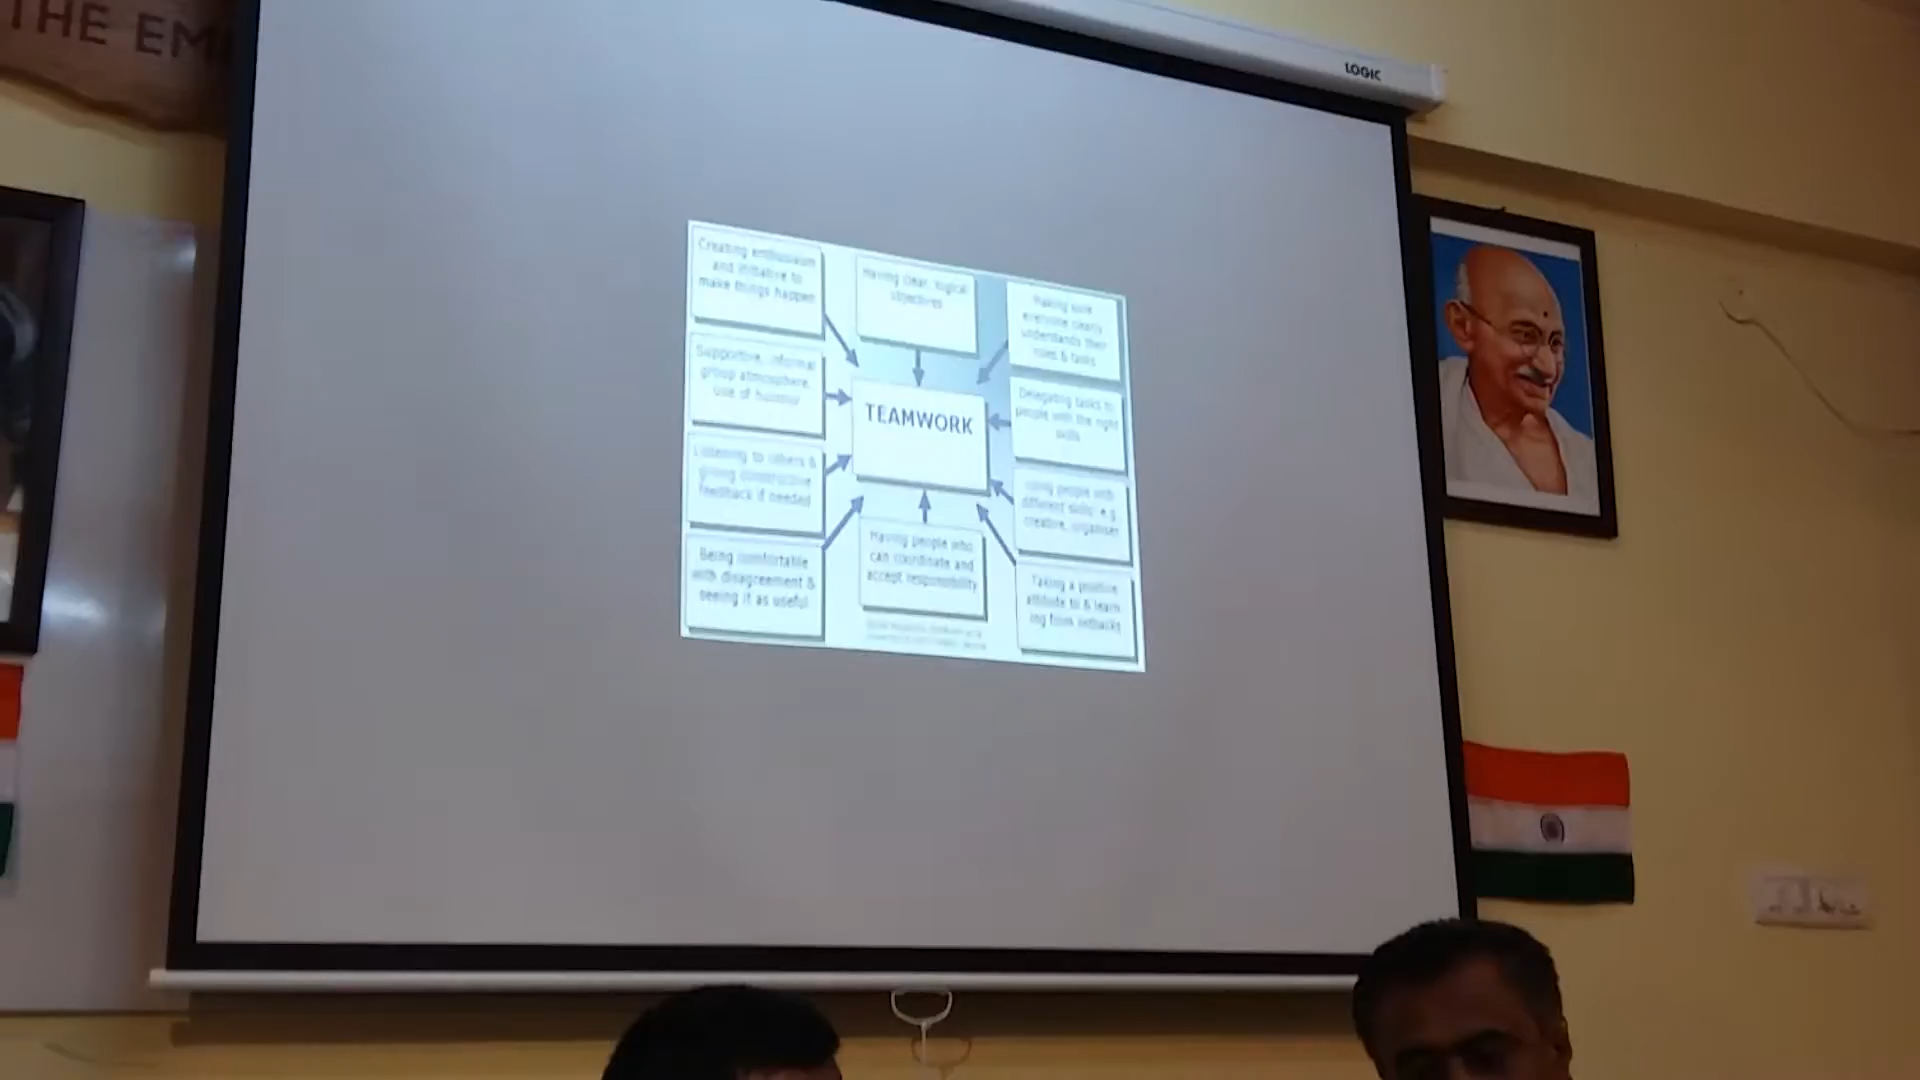 THE EM
LOGIC
Creating enthusiasm
and initiative to
make things happen
Having clear, logical
objectives
Making sure
everyone clearly
understands their
roles & tasks
Supportive, informal
group atmosphere,
use of humour
TEAMWORK
Delegating tasks to
people with the right
skills
Listening to others &
giving constructive
feedback if needed
Using people with
different skills: e.g.
creative, organiser
Being comfortable
with disagreement &
seeing it as useful
Having people who
can coordinate and
accept responsibility
Taking a positive
attitude to & learn
ing from setbacks